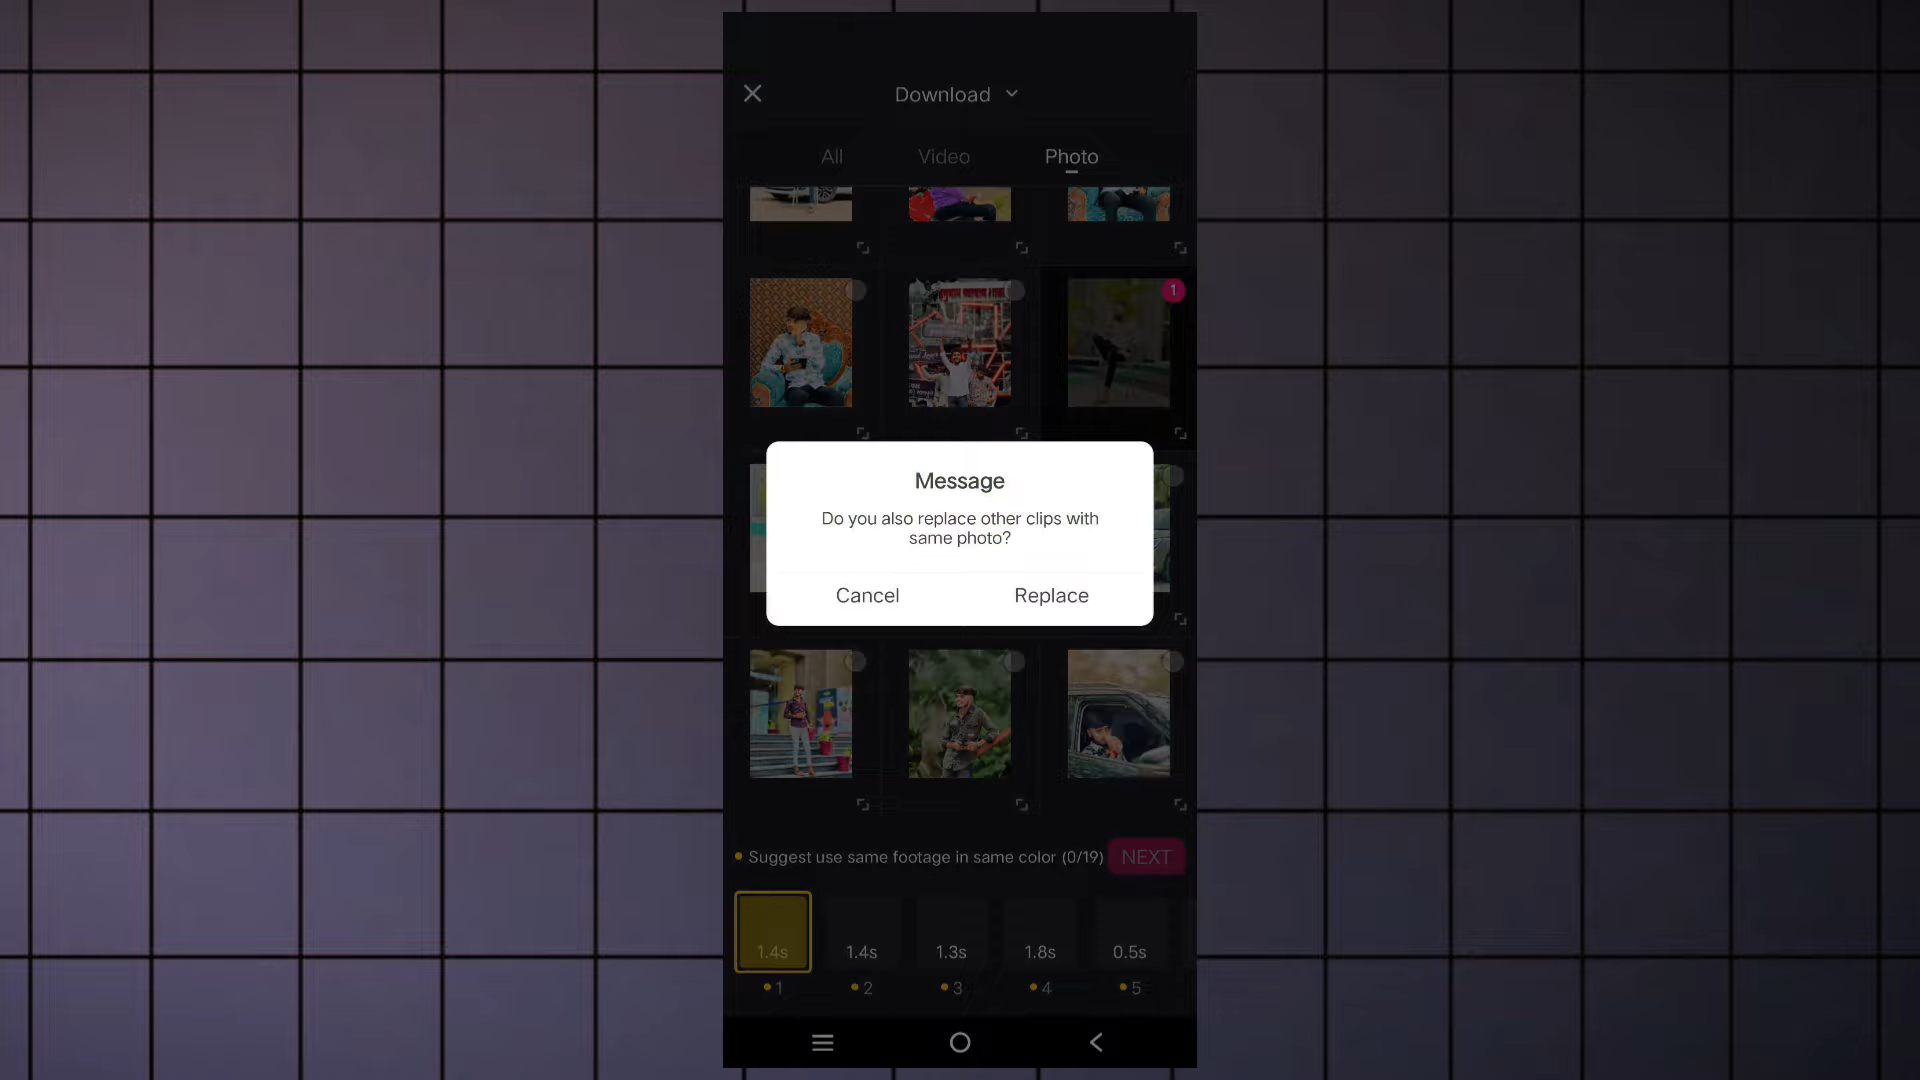 Download
All Video Photo
1
Message
Do you also replace other clips with
same photo?
Cancel Replace
Suggest use same footage in same color (0/19) NEXT
1.4s 1.4s 1.3s 1.8s 0.5s
1 2 3 4 5